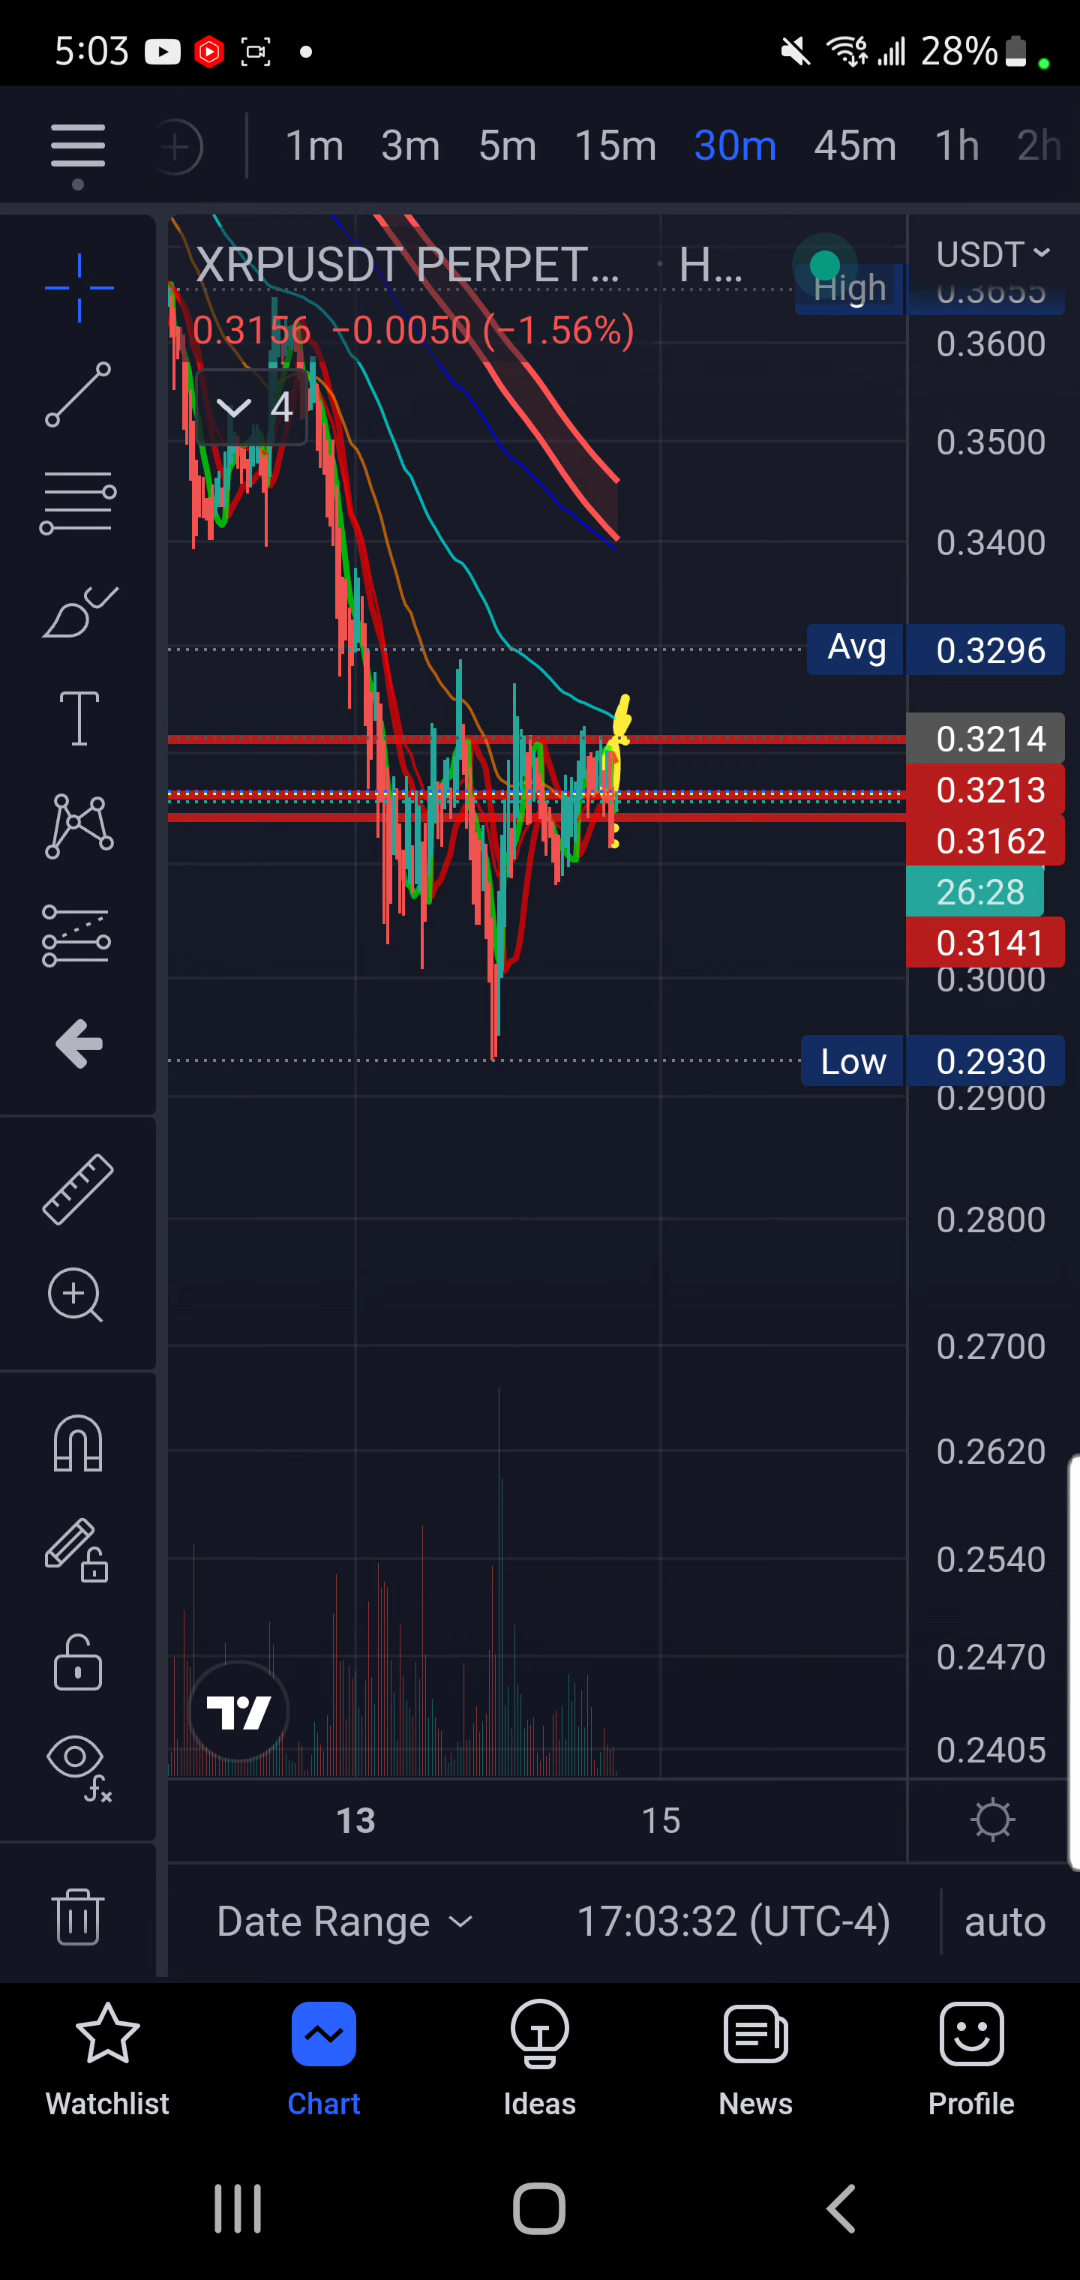 5:03
28%
1m 3m 5m 15m 30m 45m 1h 2h
XRPUSDT PERPET... · H...
USDT
High 0.3655
0.3156 −0.0050 (−1.56%)
0.3600
4
0.3500
0.3400
Avg 0.3296
0.3214
0.3213
0.3162
26:28
0.3141
0.3000
Low 0.2930
0.2900
0.2800
0.2700
0.2620
0.2540
0.2470
0.2405
13 15
Date Range 17:03:32 (UTC-4) auto
Watchlist Chart Ideas News Profile